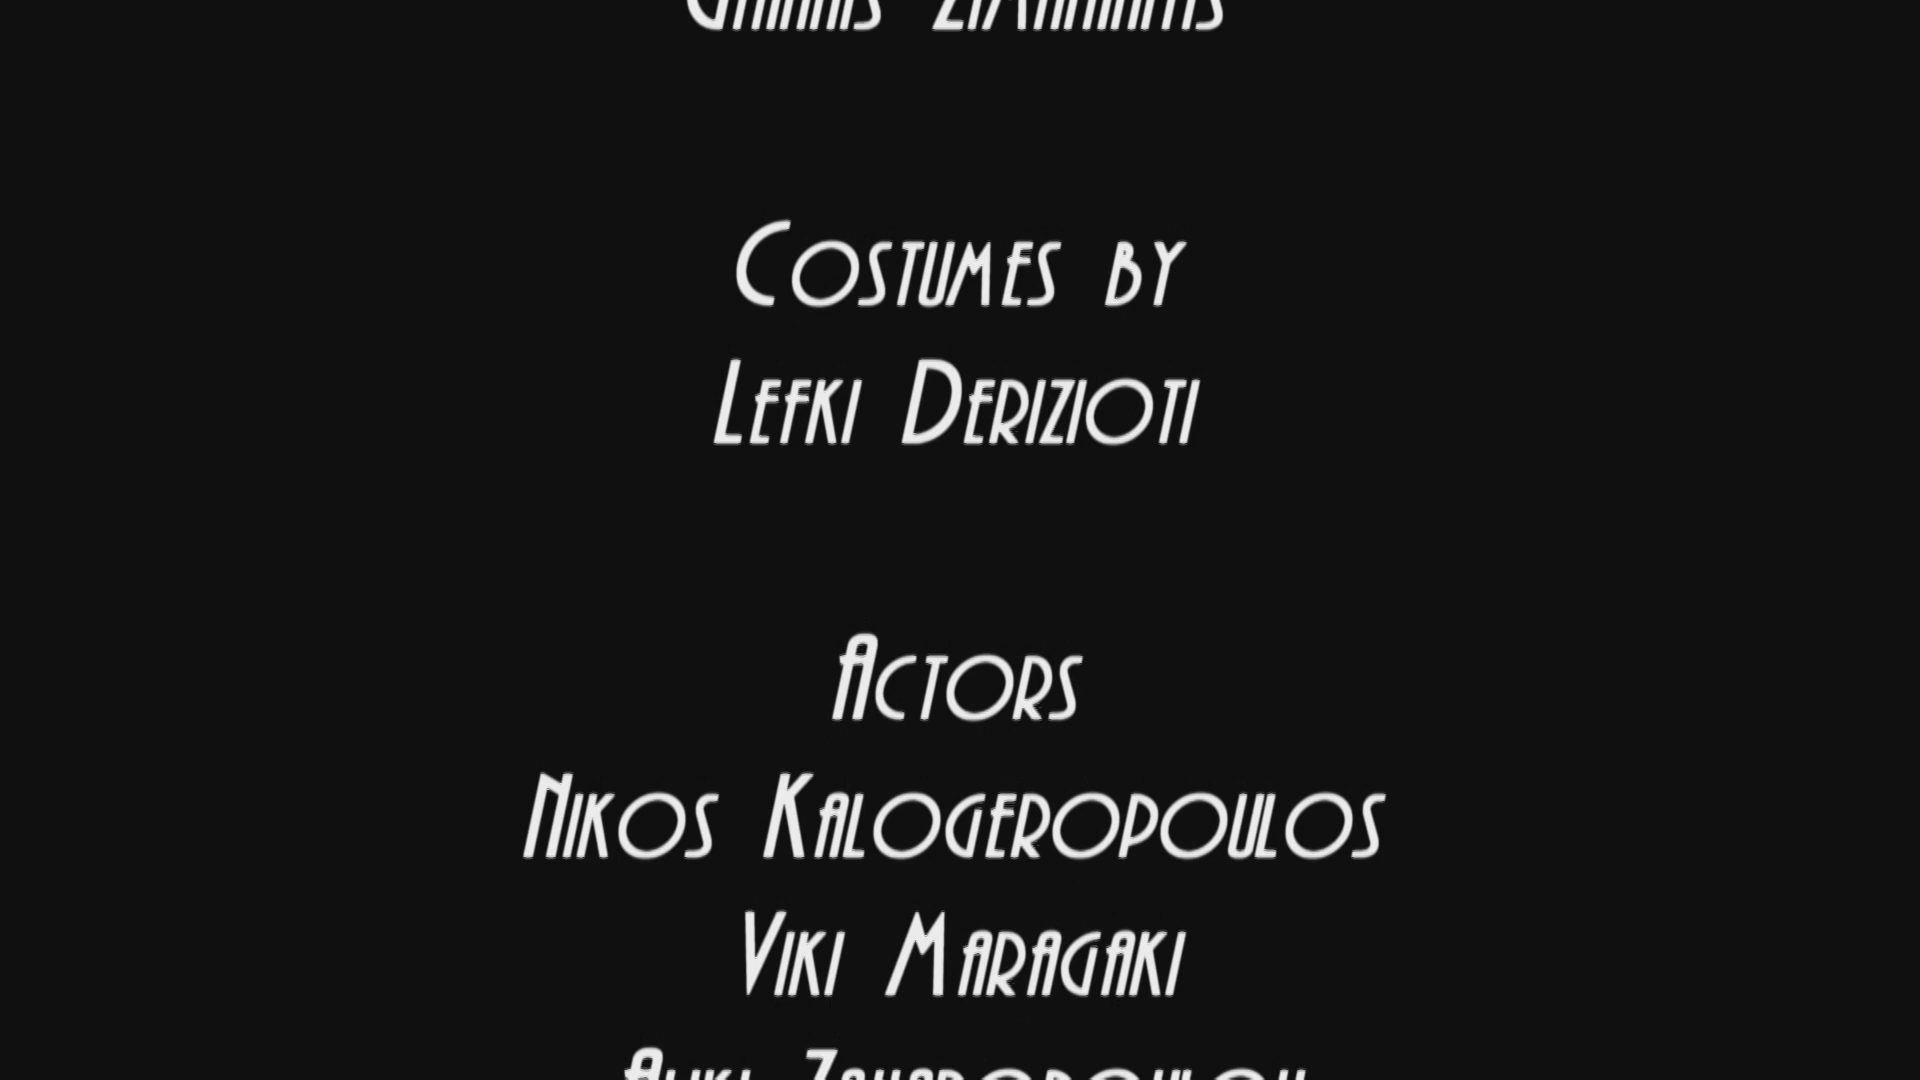 Costumes by
Lefki Derizioti
Actors
Nikos Kalogeropoulos
Viki Maragaki